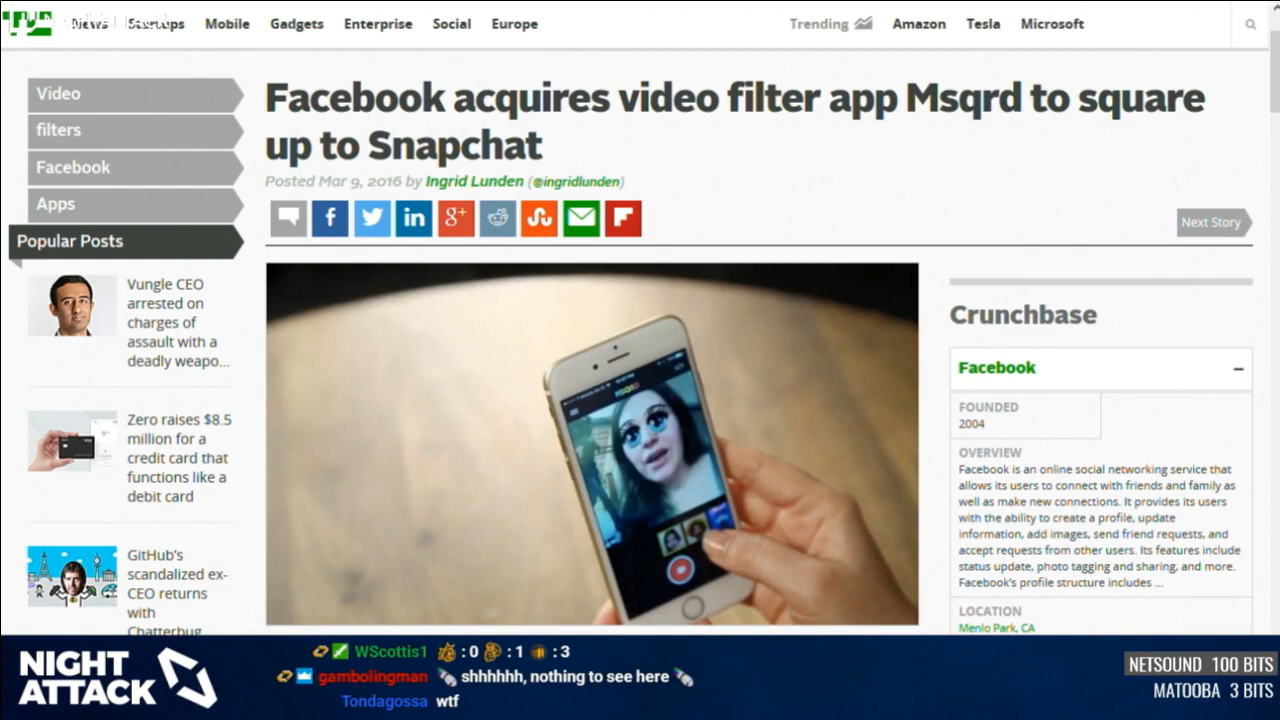 News Startups Mobile Gadgets Enterprise Social Europe Trending Amazon Tesla Microsoft
Video
filters
Facebook
Apps
Popular Posts
Vungle CEO
arrested on
charges of
assault with a
deadly weapo...
Zero raises $8.5
million for a
credit card that
functions like a
debit card
GitHub's
scandalized ex-
CEO returns
with
Chatterbug
Facebook acquires video filter app Msqrd to square
up to Snapchat
Posted Mar 9, 2016 by Ingrid Lunden (@ingridlunden)
f in g+
Next Story
MSQRD
Crunchbase
Facebook –
FOUNDED
2004
OVERVIEW
Facebook is an online social networking service that
allows its users to connect with friends and family as
well as make new connections. It provides its users
with the ability to create a profile, update
information, add images, send friend requests, and
accept requests from other users. Its features include
status update, photo tagging and sharing, and more.
Facebook's profile structure includes ...
LOCATION
Menlo Park, CA
NIGHT
ATTACK
WScottis1 :0 :1 :3
gambolingman shhhhhh, nothing to see here
Tondagossa wtf
NETSOUND 100 BITS
MATOOBA 3 BITS